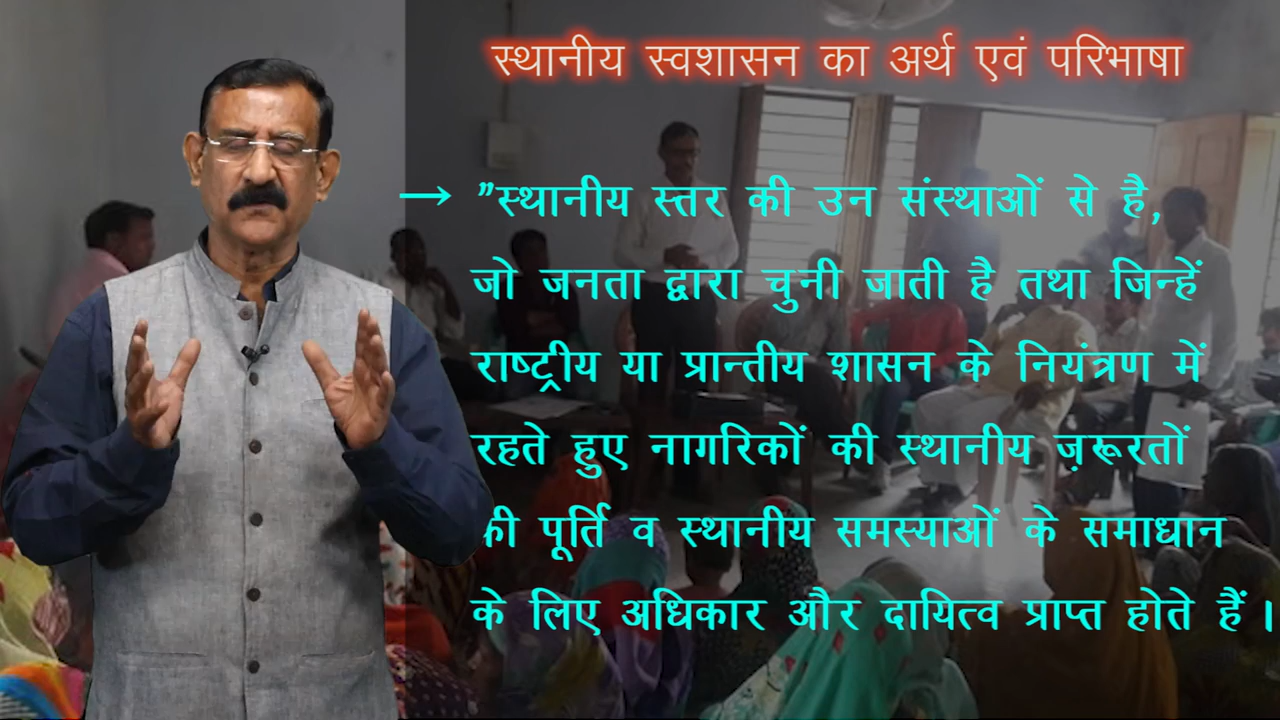 स्थानीय स्वशासन का अर्थ एवं परिभाषा
→ "स्थानीय स्तर की उन संस्थाओं से है,
जो जनता द्वारा चुनी जाती है तथा जिन्हें
राष्ट्रीय या प्रान्तीय शासन के नियंत्रण में
रहते हुए नागरिकों की स्थानीय ज़रूरतों
की पूर्ति व स्थानीय समस्याओं के समाधान
के लिए अधिकार और दायित्व प्राप्त होते हैं।